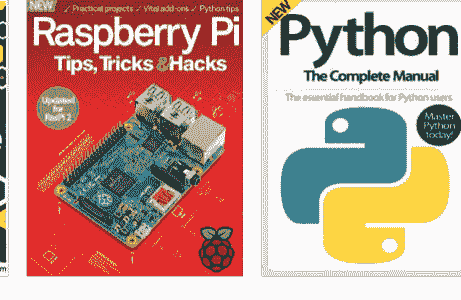 m
NEW
✓ Practical projects ✓ Vital add-ons ✓ Python tips
Raspberry Pi
Tips, Tricks & Hacks
Updated
for
RasPi 2
NEW
Python
The Complete Manual
The essential handbook for Python users
Master
Python
today!